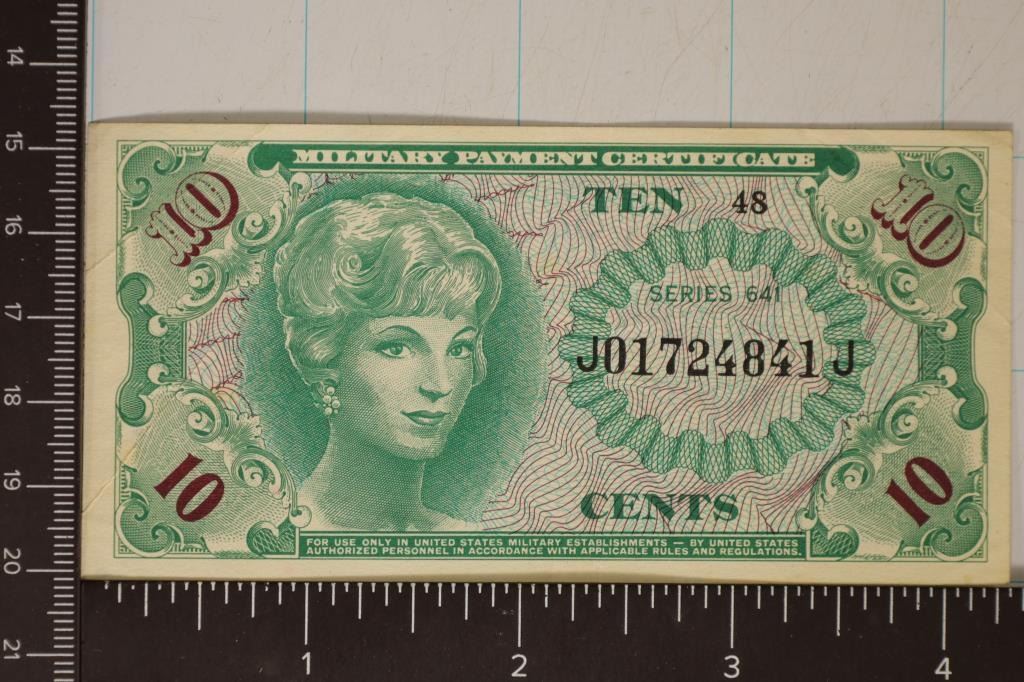 MILITARY PAYMENT CERTIFICATE
10 TEN 48 10
SERIES 641
J01724841J
10 CENTS 10
FOR USE ONLY IN UNITED STATES MILITARY ESTABLISHMENTS — BY UNITED STATES
AUTHORIZED PERSONNEL IN ACCORDANCE WITH APPLICABLE RULES AND REGULATIONS.
14
15
16
17
18
19
20
21
1 2 3 4